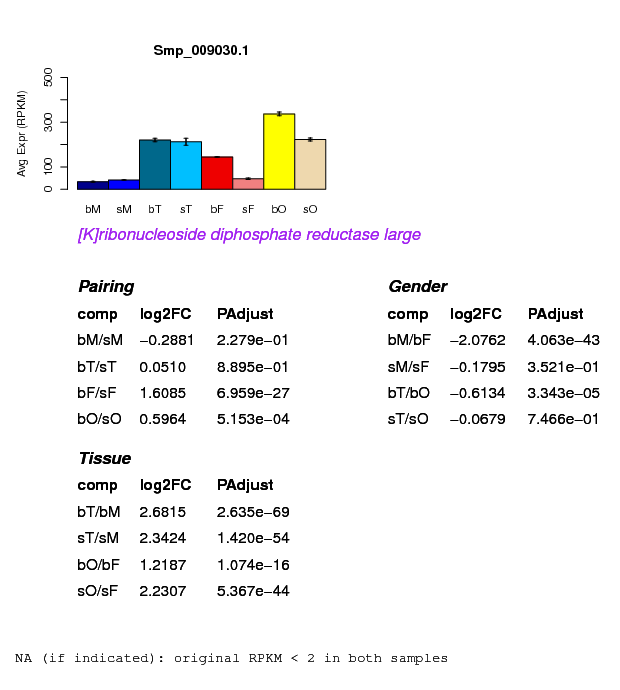 Smp_009030.1
Avg Expr (RPKM)
500
300
100
0
bM sM bT sT bF sF bO sO
[K]ribonucleoside diphosphate reductase large
Pairing
comp log2FC PAdjust
bM/sM −0.2881 2.279e−01
bT/sT 0.0510 8.895e−01
bF/sF 1.6085 6.959e−27
bO/sO 0.5964 5.153e−04
Gender
comp log2FC PAdjust
bM/bF −2.0762 4.063e−43
sM/sF −0.1795 3.521e−01
bT/bO −0.6134 3.343e−05
sT/sO −0.0679 7.466e−01
Tissue
comp log2FC PAdjust
bT/bM 2.6815 2.635e−69
sT/sM 2.3424 1.420e−54
bO/bF 1.2187 1.074e−16
sO/sF 2.2307 5.367e−44
NA (if indicated): original RPKM < 2 in both samples